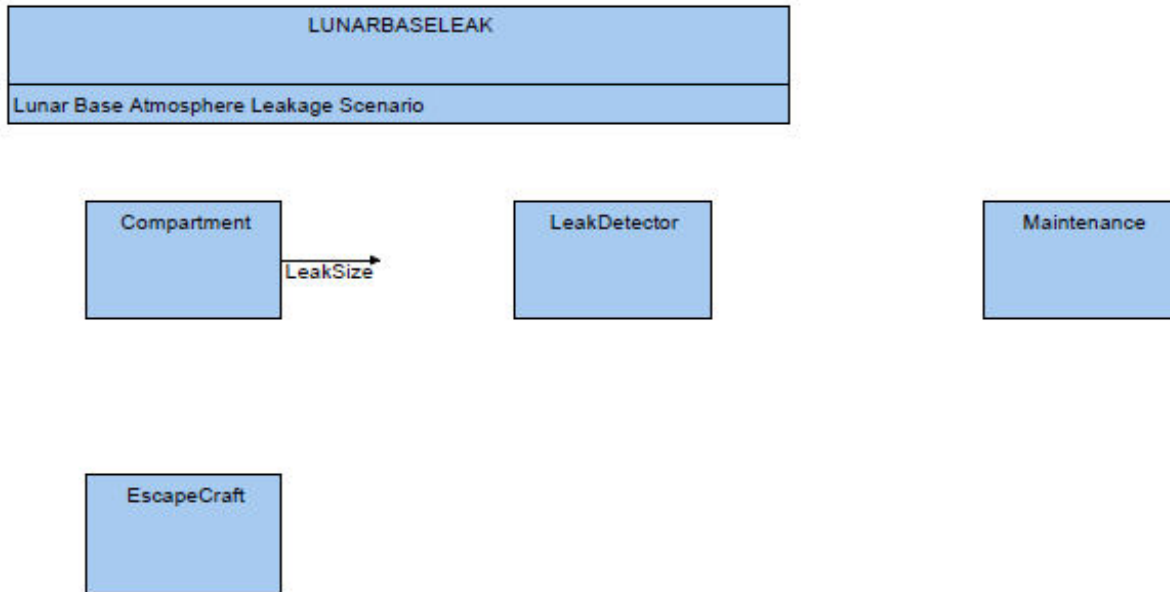 LUNARBASELEAK
Lunar Base Atmosphere Leakage Scenario
Compartment
LeakDetector
Maintenance
LeakSize
EscapeCraft